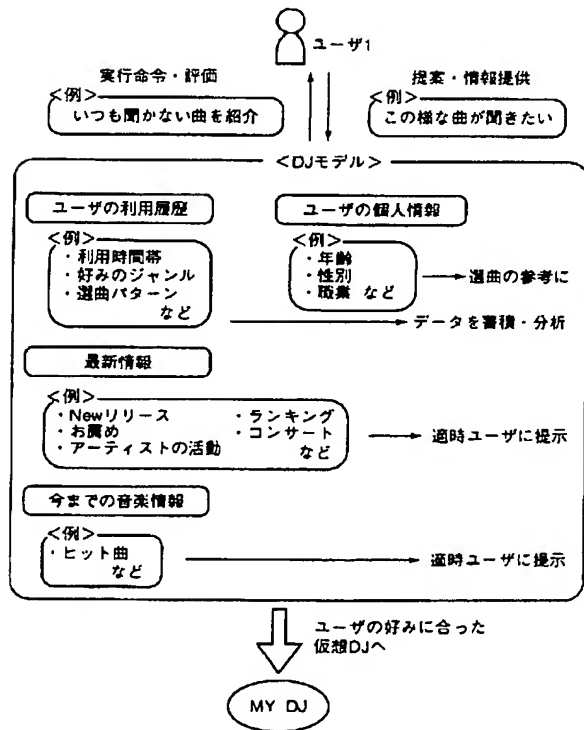 ユーザ1
実行命令・評価
<例>
いつも聞かない曲を紹介
提案・情報提供
<例>
この様な曲が聞きたい
<DJモデル>
ユーザの利用履歴
<例>
・利用時間帯
・好みのジャンル
・選曲パターン
など
ユーザの個人情報
<例>
・年齢
・性別
・職業 など
選曲の参考に
データを蓄積・分析
最新情報
<例>
・Newリリース
・お薦め
・アーティストの活動
・ランキング
・コンサート
など
適時ユーザに提示
今までの音楽情報
<例>
・ヒット曲
など
適時ユーザに提示
ユーザの好みに合った
仮想DJへ
MY DJ